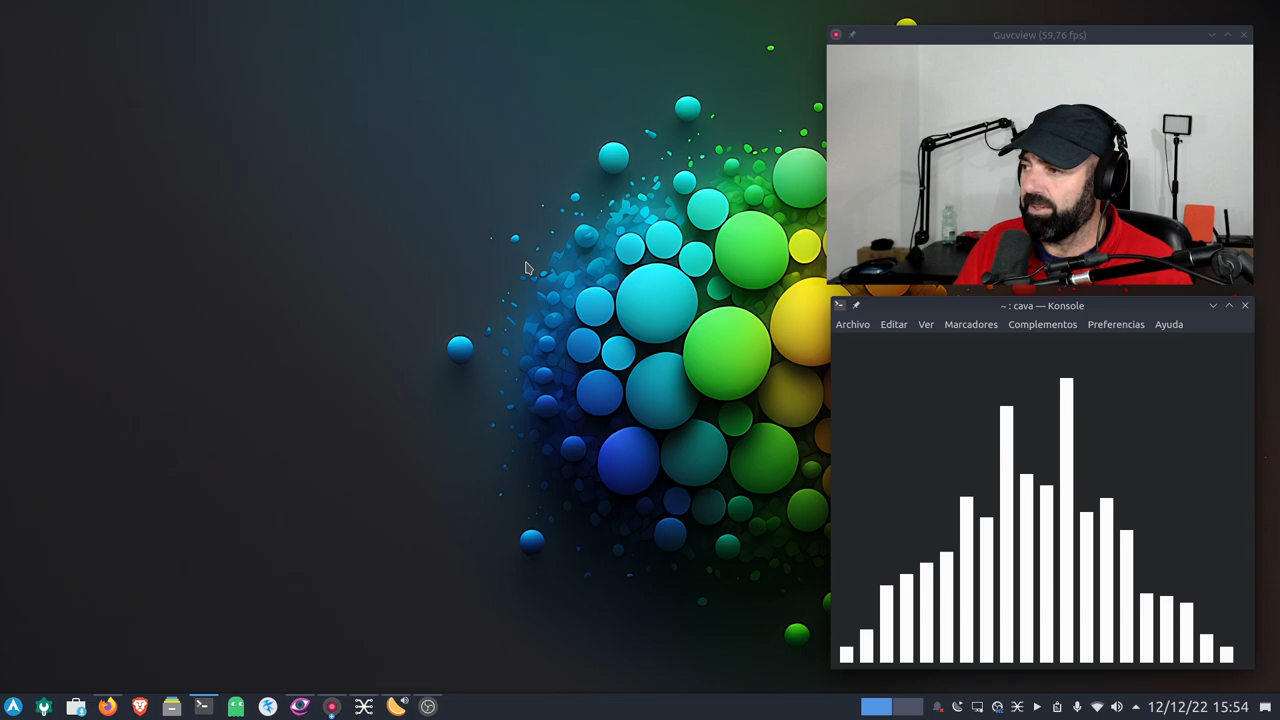 Guvcview (59,76 fps)
~ : cava — Konsole
Archivo Editar Ver Marcadores Complementos Preferencias Ayuda
12/12/22 15:54